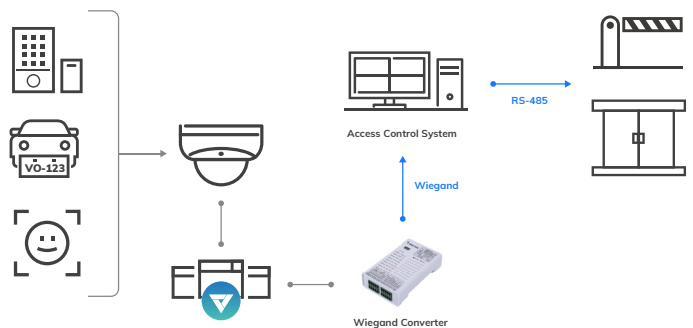 RS-485
Access Control System
VO-123
Wiegand
Wiegand Converter